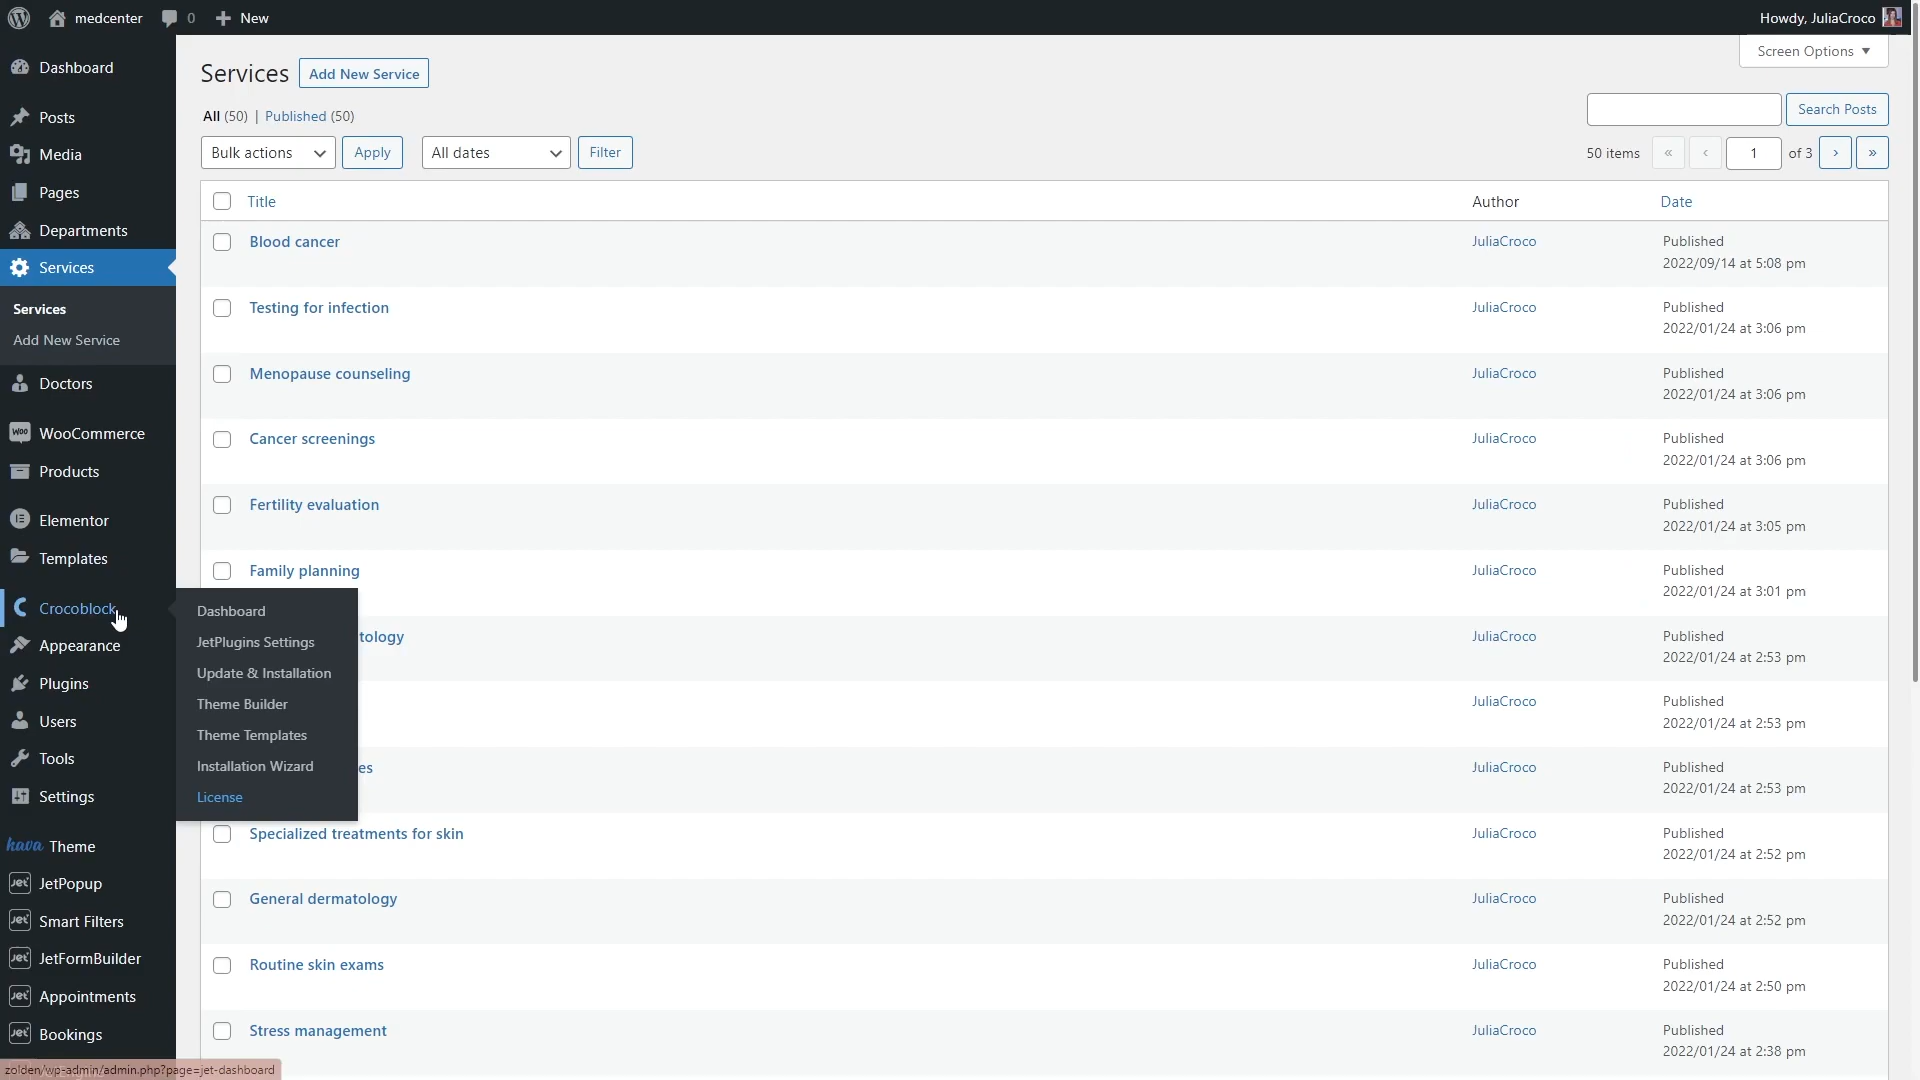 medcenter
0
New
Howdy, JuliaCroco
Screen Options
Dashboard
Posts
Media
Pages
Departments
Services
Services
Add New Service
Doctors
WooCommerce
Products
Elementor
Templates
Crocoblock
Appearance
Plugins
Users
Tools
Settings
kava Theme
JetPopup
Smart Filters
JetFormBuilder
Appointments
Bookings
Dashboard
JetPlugins Settings
Update & Installation
Theme Builder
Theme Templates
Installation Wizard
License
Services
Add New Service
All (50) | Published (50)
Search Posts
Bulk actions
Apply
All dates
Filter
50 items « ‹ 1 of 3 › »
Title Author Date
Blood cancer JuliaCroco Published
2022/09/14 at 5:08 pm
Testing for infection JuliaCroco Published
2022/01/24 at 3:06 pm
Menopause counseling JuliaCroco Published
2022/01/24 at 3:06 pm
Cancer screenings JuliaCroco Published
2022/01/24 at 3:06 pm
Fertility evaluation JuliaCroco Published
2022/01/24 at 3:05 pm
Family planning JuliaCroco Published
2022/01/24 at 3:01 pm
tology JuliaCroco Published
2022/01/24 at 2:53 pm
JuliaCroco Published
2022/01/24 at 2:53 pm
es JuliaCroco Published
2022/01/24 at 2:53 pm
Specialized treatments for skin JuliaCroco Published
2022/01/24 at 2:52 pm
General dermatology JuliaCroco Published
2022/01/24 at 2:52 pm
Routine skin exams JuliaCroco Published
2022/01/24 at 2:50 pm
Stress management JuliaCroco Published
2022/01/24 at 2:38 pm
zolden/wp-admin/admin.php?page=jet-dashboard